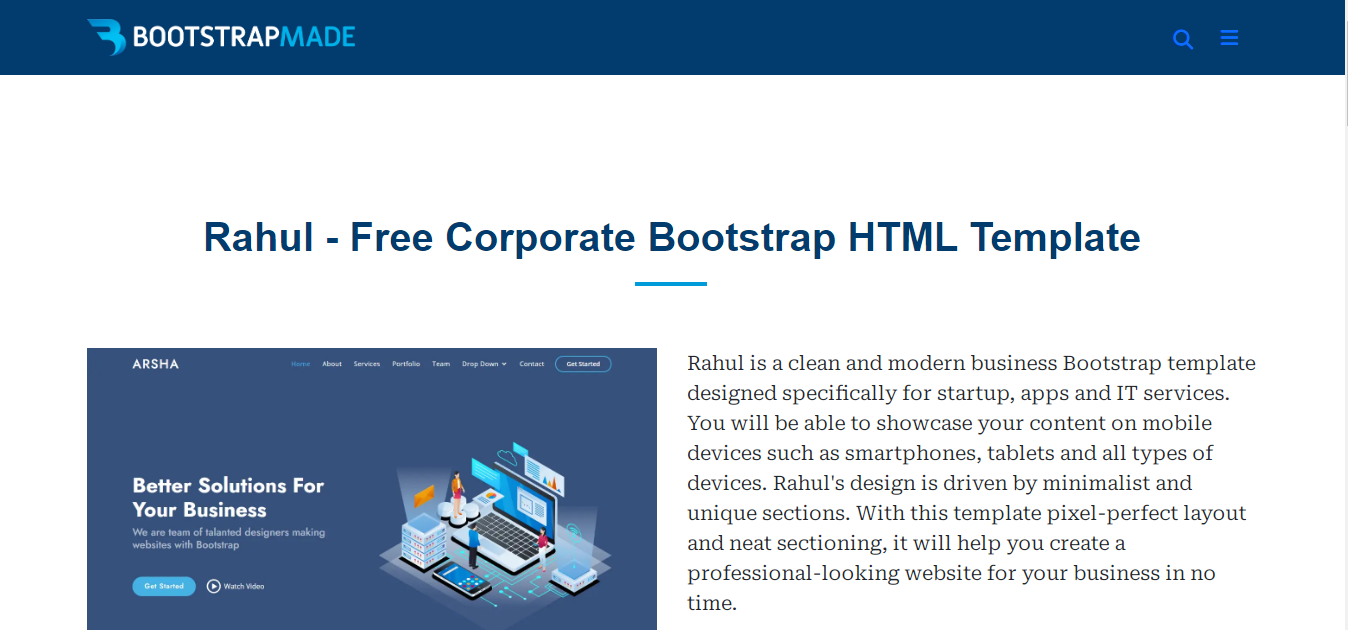 BOOTSTRAPMADE
Rahul - Free Corporate Bootstrap HTML Template
ARSHA
Home About Services Portfolio Team Drop Down Contact Get Started
Better Solutions For
Your Business
We are team of talanted designers making
websites with Bootstrap
Get Started Watch Video
Rahul is a clean and modern business Bootstrap template
designed specifically for startup, apps and IT services.
You will be able to showcase your content on mobile
devices such as smartphones, tablets and all types of
devices. Rahul's design is driven by minimalist and
unique sections. With this template pixel-perfect layout
and neat sectioning, it will help you create a
professional-looking website for your business in no
time.